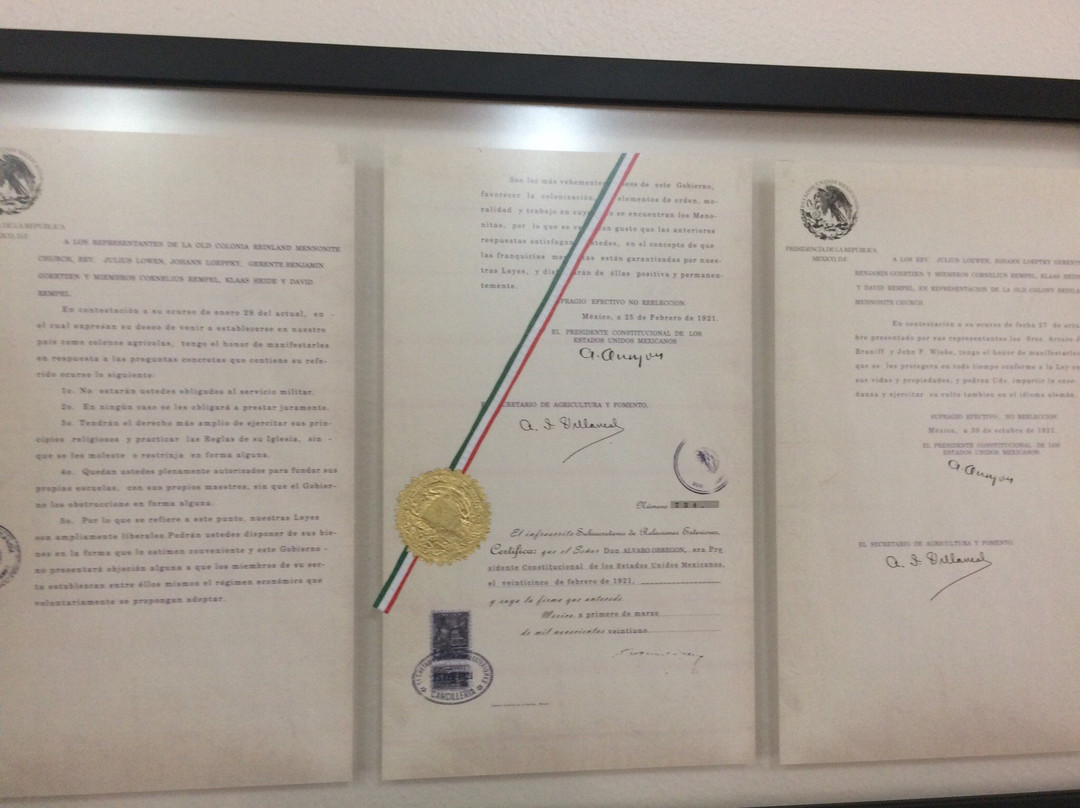 DE LA REPUBLICA
A LOS REPRESENTANTES DE LA OLD COLONIA REINLAND MENNONITE
CHURCH, REV. JULIUS LOWEN, JOHANN LOEPPKY, GERENTE BENJAMIN
GOERTZEN Y MIEMBROS CORNELIUS REMPEL, KLAAS HEIDE Y DAVID
REMPEL.
En contestación a su ocurso de enero 29 del actual, en -
el cual expresan su deseo de venir a establecerse en nuestro
país como colonos agrícolas, tengo el honor de manifestarles
en respuesta a las preguntas concretas que contiene su refe-
rido ocurso lo siguiente:
1o. No estarán ustedes obligados al servicio militar.
2o. En ningún caso se les obligará a prestar juramento.
3o. Tendrán el derecho más amplio de ejercitar sus prin-
cipios religiosos y practicar las Reglas de su Iglesia, sin -
que se les moleste o restrinja en forma alguna.
4o. Quedan ustedes plenamente autorizados para fundar sus
propias escuelas, con sus propios maestros, sin que el Gobier-
no los obstruccione en forma alguna.
5o. Por lo que se refiere a este punto, nuestras Leyes
son ampliamente liberales. Podrán ustedes disponer de sus bie-
nes en la forma que lo estimen conveniente y este Gobierno -
no presentará objeción alguna a que los miembros de su sec-
ta establezcan entre éllos mismos el régimen económico que
voluntariamente se propongan adoptar.
Son los más vehementes de este Gobierno,
favorecer la colonización elementos de orden, mo-
ralidad y trabajo en cuyo se encuentran los Meno-
nitas, por lo que se gusto que las anteriores
respuestas satisfagan ustedes, en el concepto de que
las franquicias están garantizadas por nues-
tras Leyes, y disfrutarán de éllas positiva y permanen-
temente.
SUFRAGIO EFECTIVO NO REELECCION
México, a 25 de Febrero de 1921.
EL PRESIDENTE CONSTITUCIONAL DE LOS
ESTADOS UNIDOS MEXICANOS
EL SECRETARIO DE AGRICULTURA Y FOMENTO,
A. I. Villareal
Número
El infrascrito Subsecretario de Relaciones Exteriores,
Certifica: que el Señor Don ALVARO OBREGON, era Pre
sidente Constitucional de los Estados Unidos Mexicanos,
el veinticinco de febrero de 1921,
y suya la firma que antecede
México, a primero de marzo
de mil novecientos veintiuno
CANCILLERIA
PRESIDENCIA DE LA REPUBLICA
MEXICO, D.F.
A LOS REV. JULIUS LOUWEN, JOHANN LOEPTKY GERENTE
BENJAMIN GOERTZEN Y MIEMBROS CORNELIUS REMPEL, KLAAS HEIDE
Y DAVID REMPEL, EN REPRESENTACION DE LA OLD COLONY
MENNONITE CHURCH.
En contestación a su ocurso de fecha 27 de
bre presentado por sus representantes los Sres. Arturo J.
Braniff y John F. Wiebe, tengo el honor de manifestarles
que se les protegerá en todo tiempo conforme a la Ley en
sus vidas y propiedades, y podrán Uds. impartir la ense-
ñanza y ejercitar su culto también en el idioma alemán.
SUFRAGIO EFECTIVO, NO REELECCION
México, a 30 de octubre de 1921.
EL PRESIDENTE CONSTITUCIONAL DE LOS
ESTADOS UNIDOS MEXICANOS
EL SECRETARIO DE AGRICULTURA Y FOMENTO,
A. I. Villareal